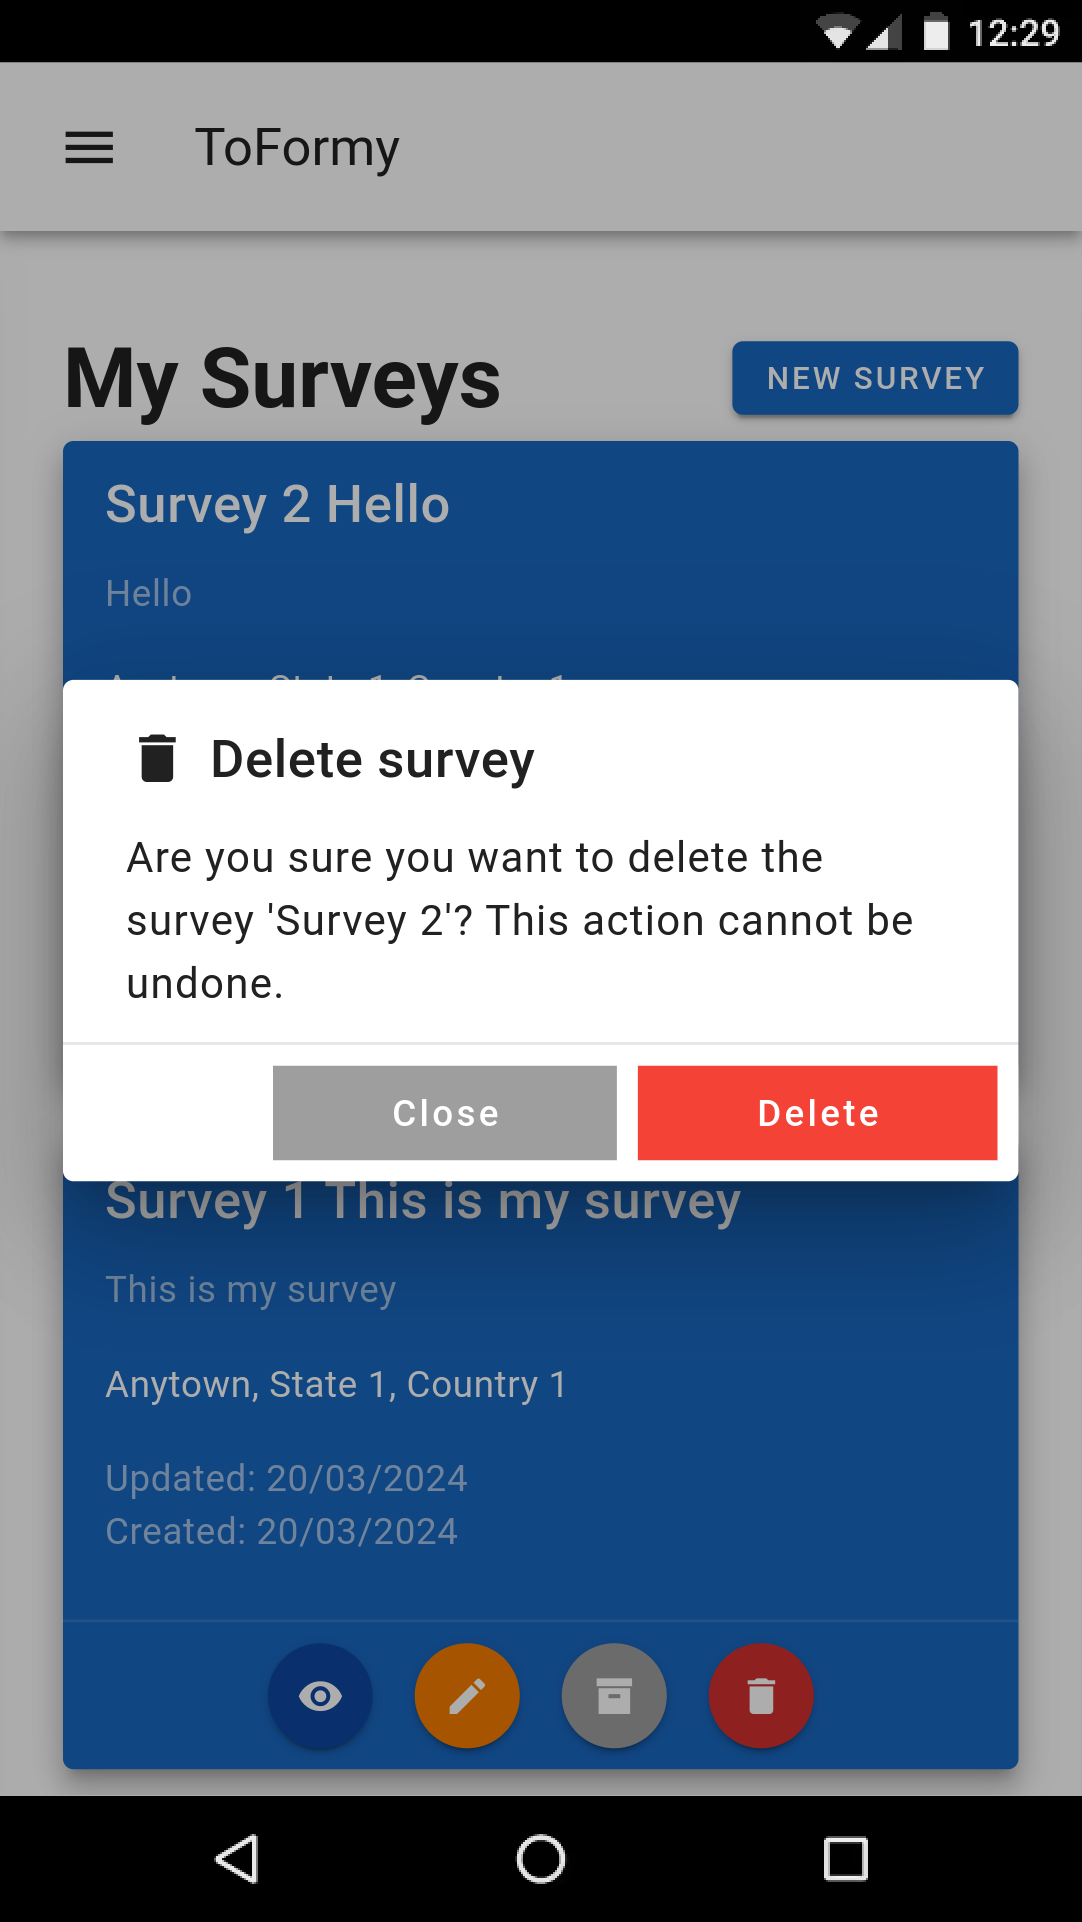 12:29
ToFormy
My Surveys
NEW SURVEY
Survey 2 Hello
Hello
Delete survey
Are you sure you want to delete the
survey 'Survey 2'? This action cannot be
undone.
Close
Delete
Survey 1 This is my survey
This is my survey
Anytown, State 1, Country 1
Updated: 20/03/2024
Created: 20/03/2024